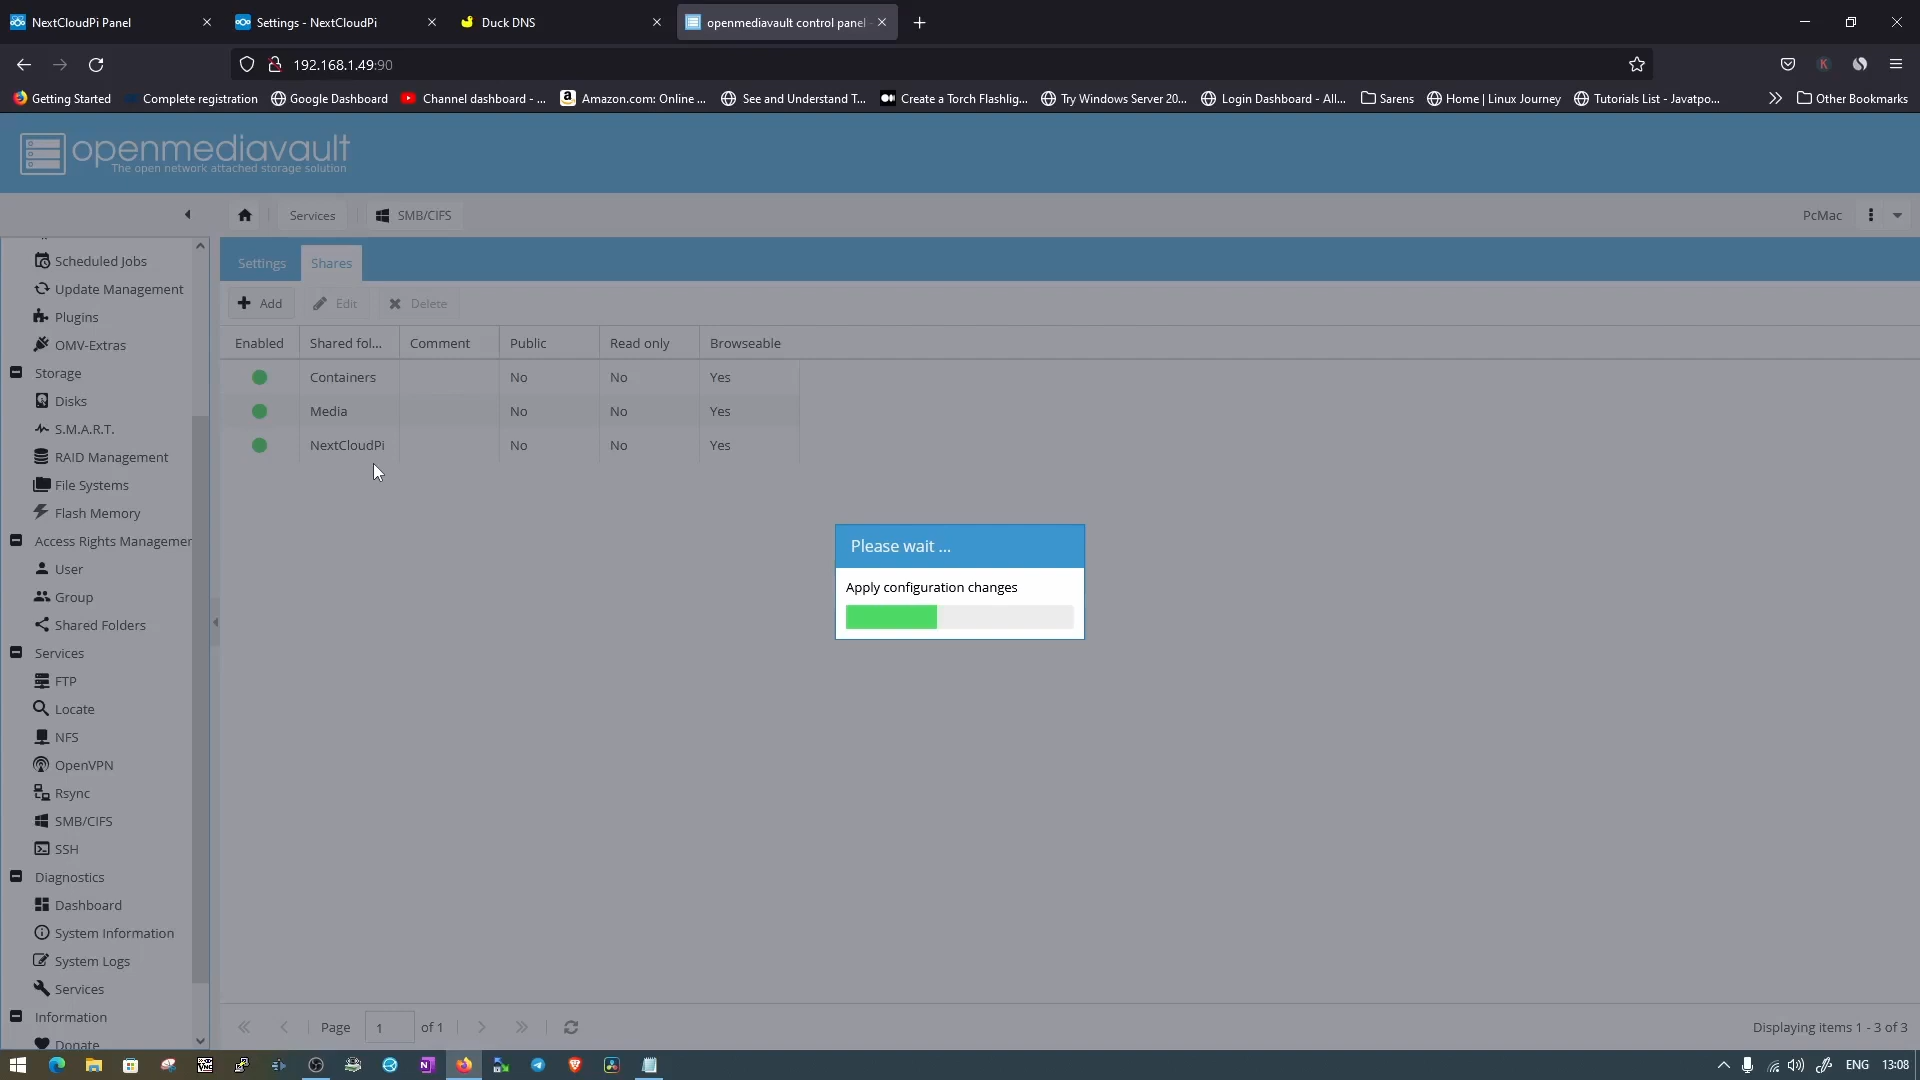 NextCloudPi Panel
Settings - NextCloudPi
Duck DNS
openmediavault control panel -
192.168.1.49:90
Getting Started
Complete registration
Google Dashboard
Channel dashboard - ...
Amazon.com: Online ...
See and Understand T...
Create a Torch Flashlig...
Try Windows Server 20...
Login Dashboard - All...
Sarens
Home | Linux Journey
Tutorials List - Javatpo...
Other Bookmarks
openmediavault
The open network attached storage solution
Services
SMB/CIFS
PcMac
Scheduled Jobs
Update Management
Plugins
OMV-Extras
Storage
Disks
S.M.A.R.T.
RAID Management
File Systems
Flash Memory
Access Rights Managemen
User
Group
Shared Folders
Services
FTP
Locate
NFS
OpenVPN
Rsync
SMB/CIFS
SSH
Diagnostics
Dashboard
System Information
System Logs
Services
Information
Donate
Settings
Shares
Add
Edit
Delete
Enabled Shared fol... Comment Public Read only Browseable
Containers No No Yes
Media No No Yes
NextCloudPi No No Yes
Please wait ...
Apply configuration changes
Page 1 of 1
Displaying items 1 - 3 of 3
ENG 13:08